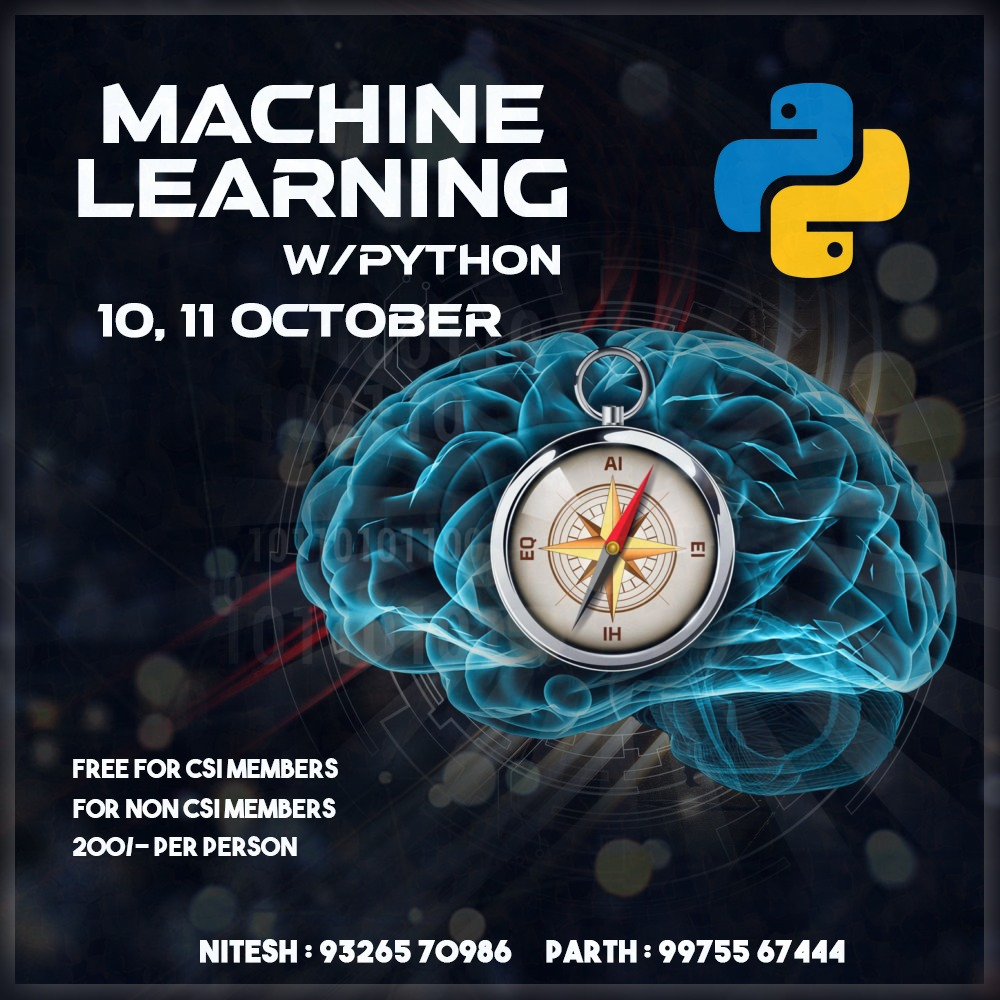 MACHINE
LEARNING
W/PYTHON
10, 11 OCTOBER
AI
EQ
EI
IH
FREE FOR CSI MEMBERS
FOR NON CSI MEMBERS
200/- PER PERSON
NITESH : 93265 70986 PARTH : 99755 67444